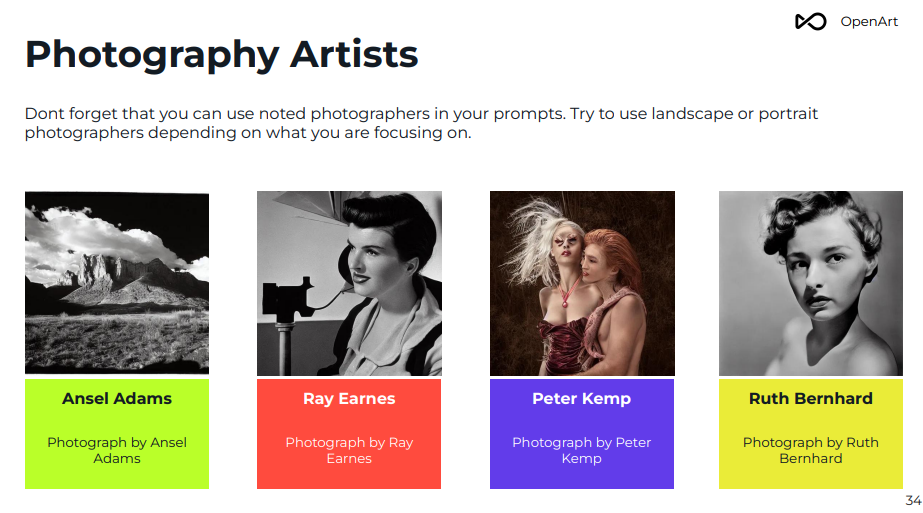 OpenArt
Photography Artists
Dont forget that you can use noted photographers in your prompts. Try to use landscape or portrait
photographers depending on what you are focusing on.
Ansel Adams
Photograph by Ansel
Adams
Ray Earnes
Photograph by Ray
Earnes
Peter Kemp
Photograph by Peter
Kemp
Ruth Bernhard
Photograph by Ruth
Bernhard
34